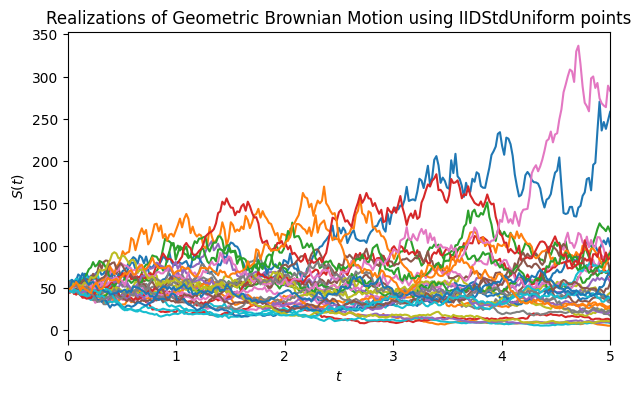 Realizations of Geometric Brownian Motion using IIDStdUniform points
350
300
250
200
150
100
50
0
S(t)
0 1 2 3 4 5
t